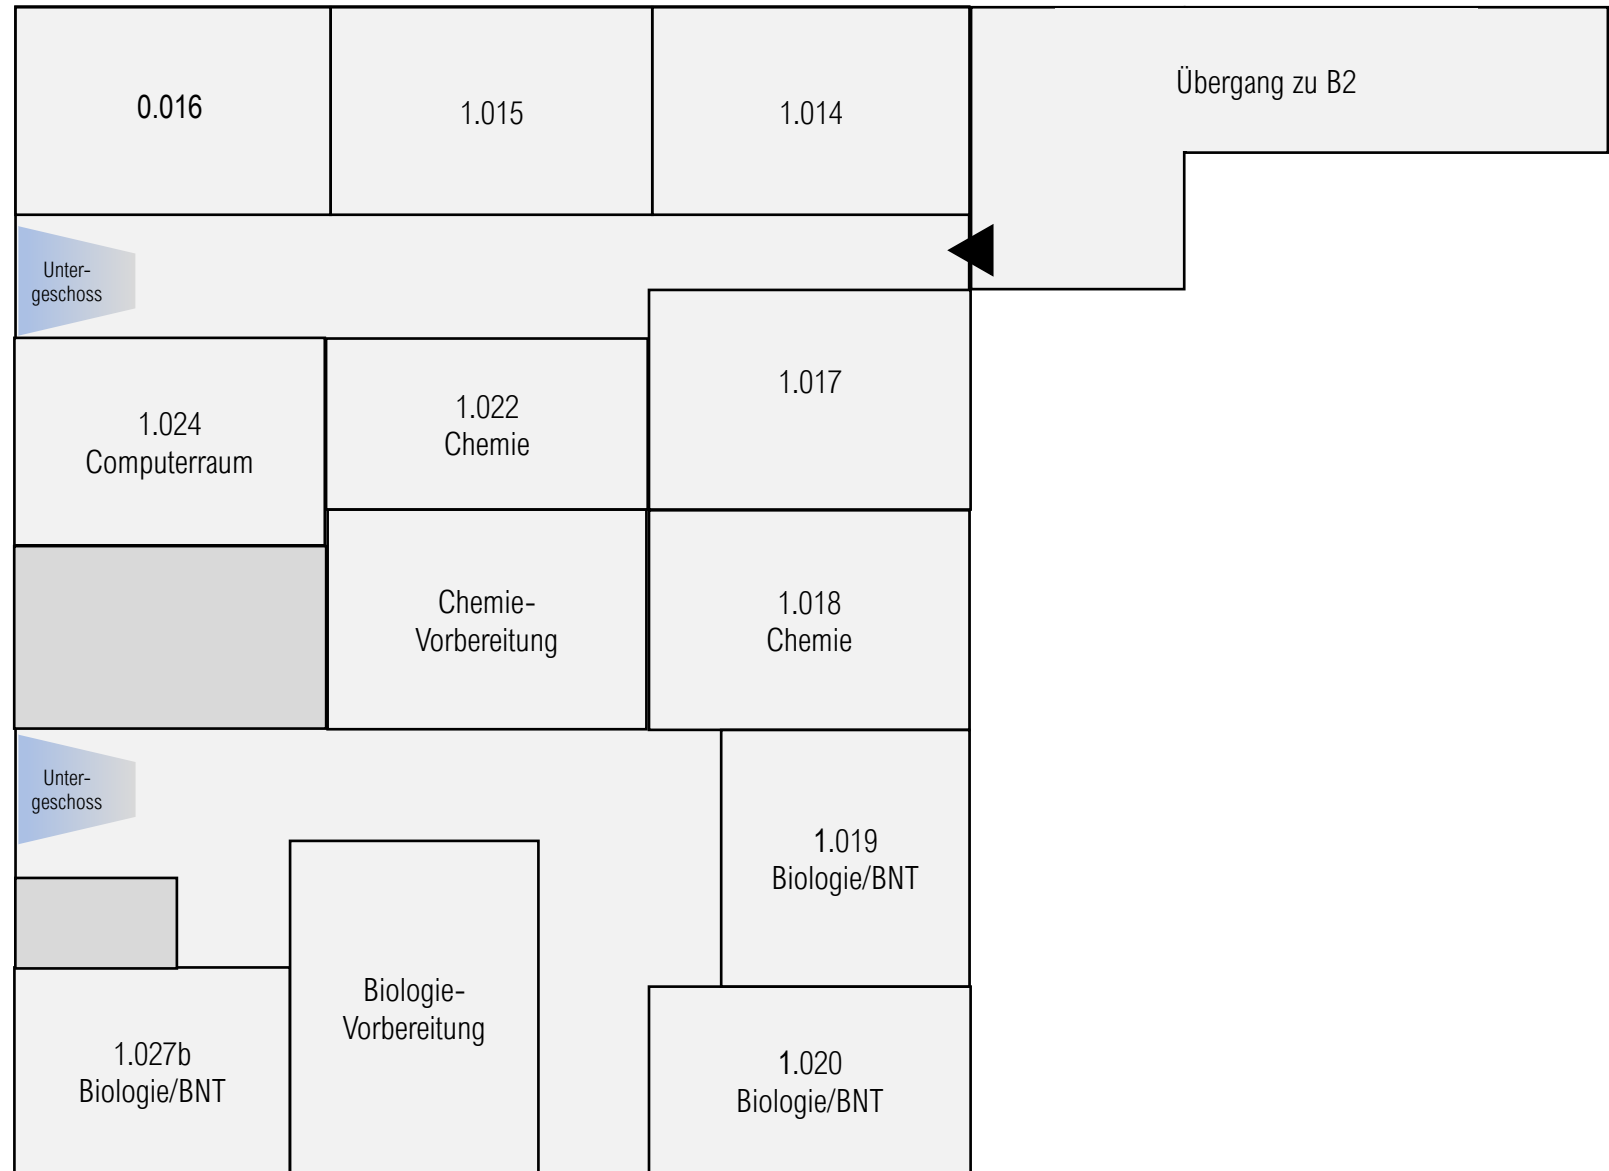 0.016
1.015
1.014
Übergang zu B2
Unter-
geschoss
1.024
Computerraum
1.022
Chemie
1.017
Chemie-
Vorbereitung
1.018
Chemie
Unter-
geschoss
1.019
Biologie/BNT
Biologie-
Vorbereitung
1.027b
Biologie/BNT
1.020
Biologie/BNT